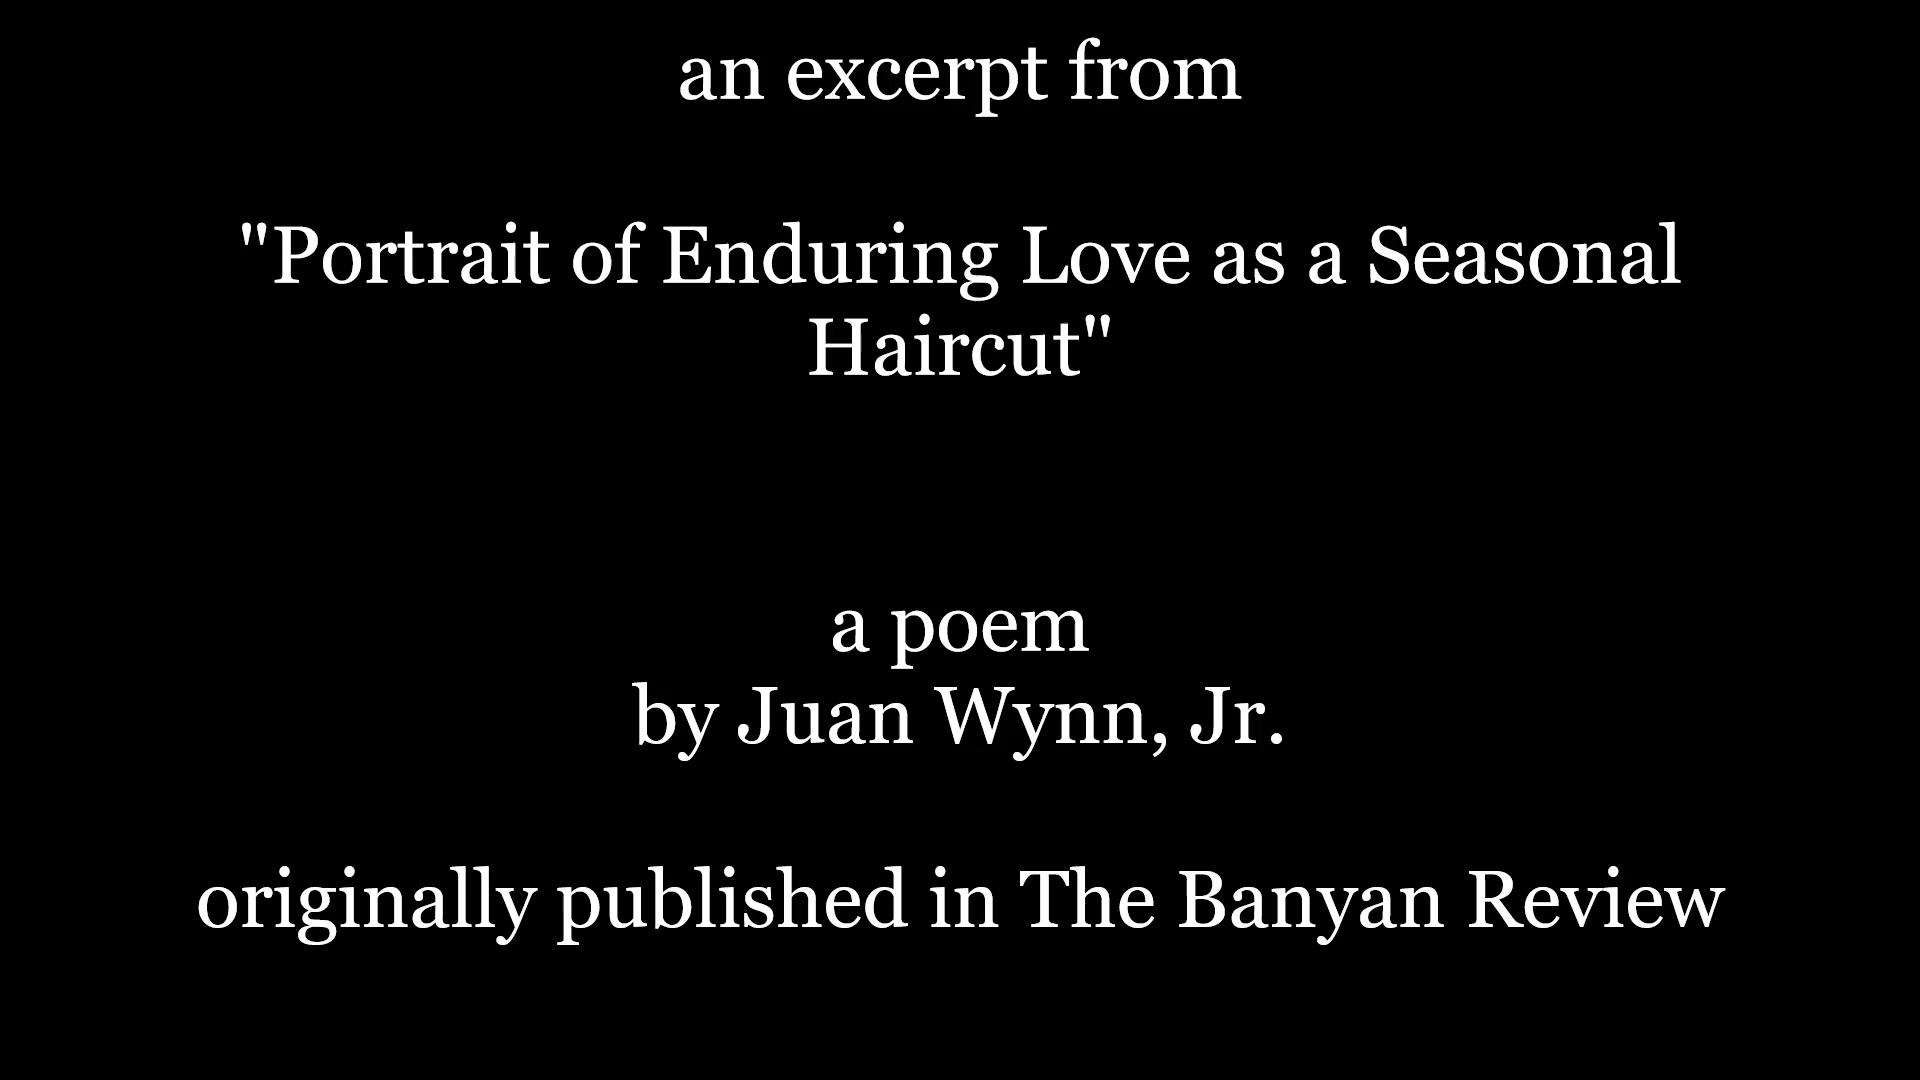 an excerpt from
"Portrait of Enduring Love as a Seasonal
Haircut"
a poem
by Juan Wynn, Jr.
originally published in The Banyan Review